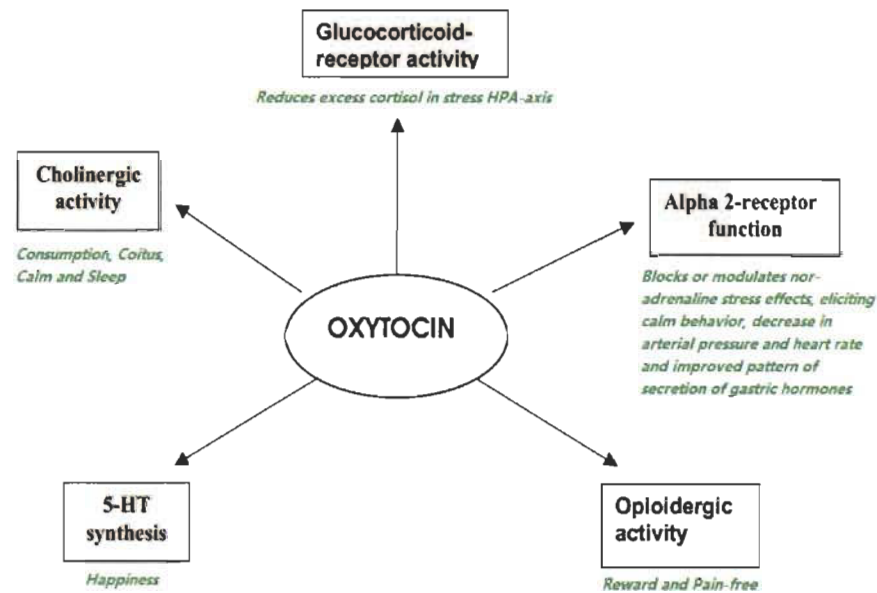 Glucocorticoid-
receptor activity
Reduces excess cortisol in stress HPA-axis
Cholinergic
activity
Consumption, Coitus,
Calm and Sleep
Alpha 2-receptor
function
Blocks or modulates nor-
adrenaline stress effects, eliciting
calm behavior, decrease in
arterial pressure and heart rate
and improved pattern of
secretion of gastric hormones
OXYTOCIN
5-HT
synthesis
Happiness
Oploidergic
activity
Reward and Pain-free